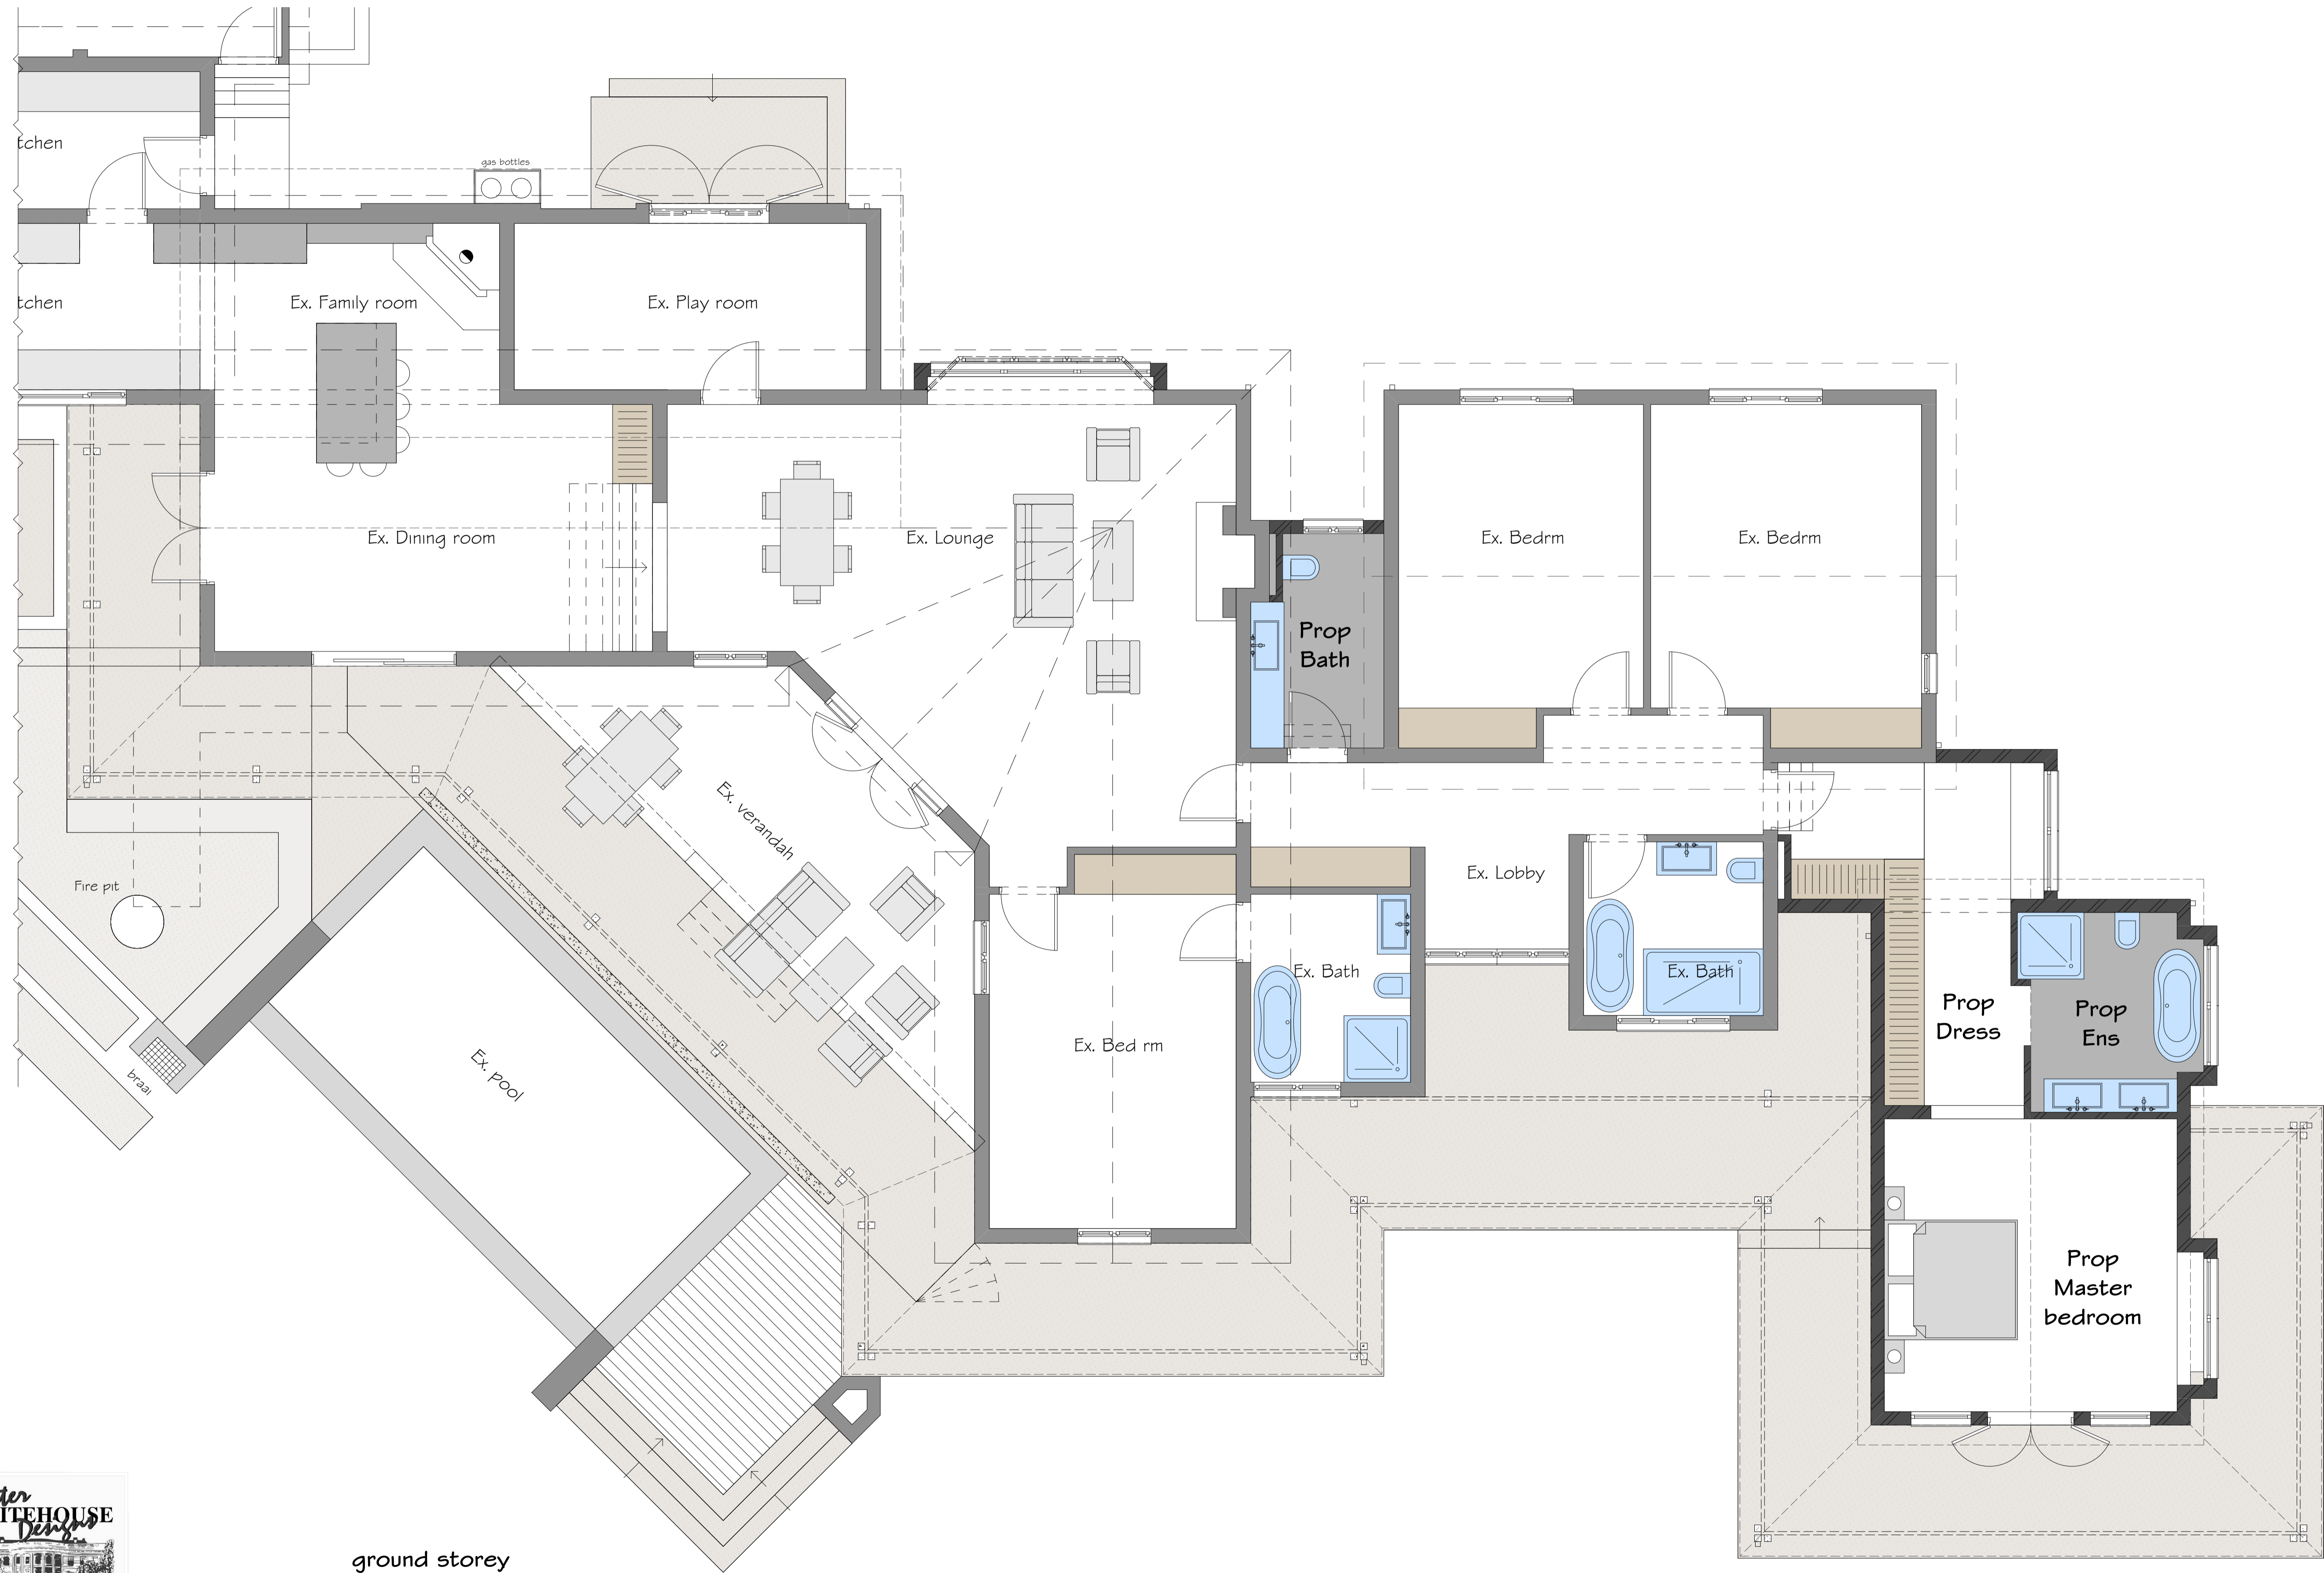 tchen
gas bottles
tchen
Ex. Family room
Ex. Play room
Ex. Dining room
Ex. Lounge
Ex. Bedrm
Ex. Bedrm
Prop
Bath
Ex. verandah
Fire pit
Ex. Lobby
Ex. Bath
Ex. Bath
Prop
Dress
Prop
Ens
Ex. Bed rm
Ex. pool
braai
Prop
Master
bedroom
ter
ITEHOUSE
Designs
ground storey